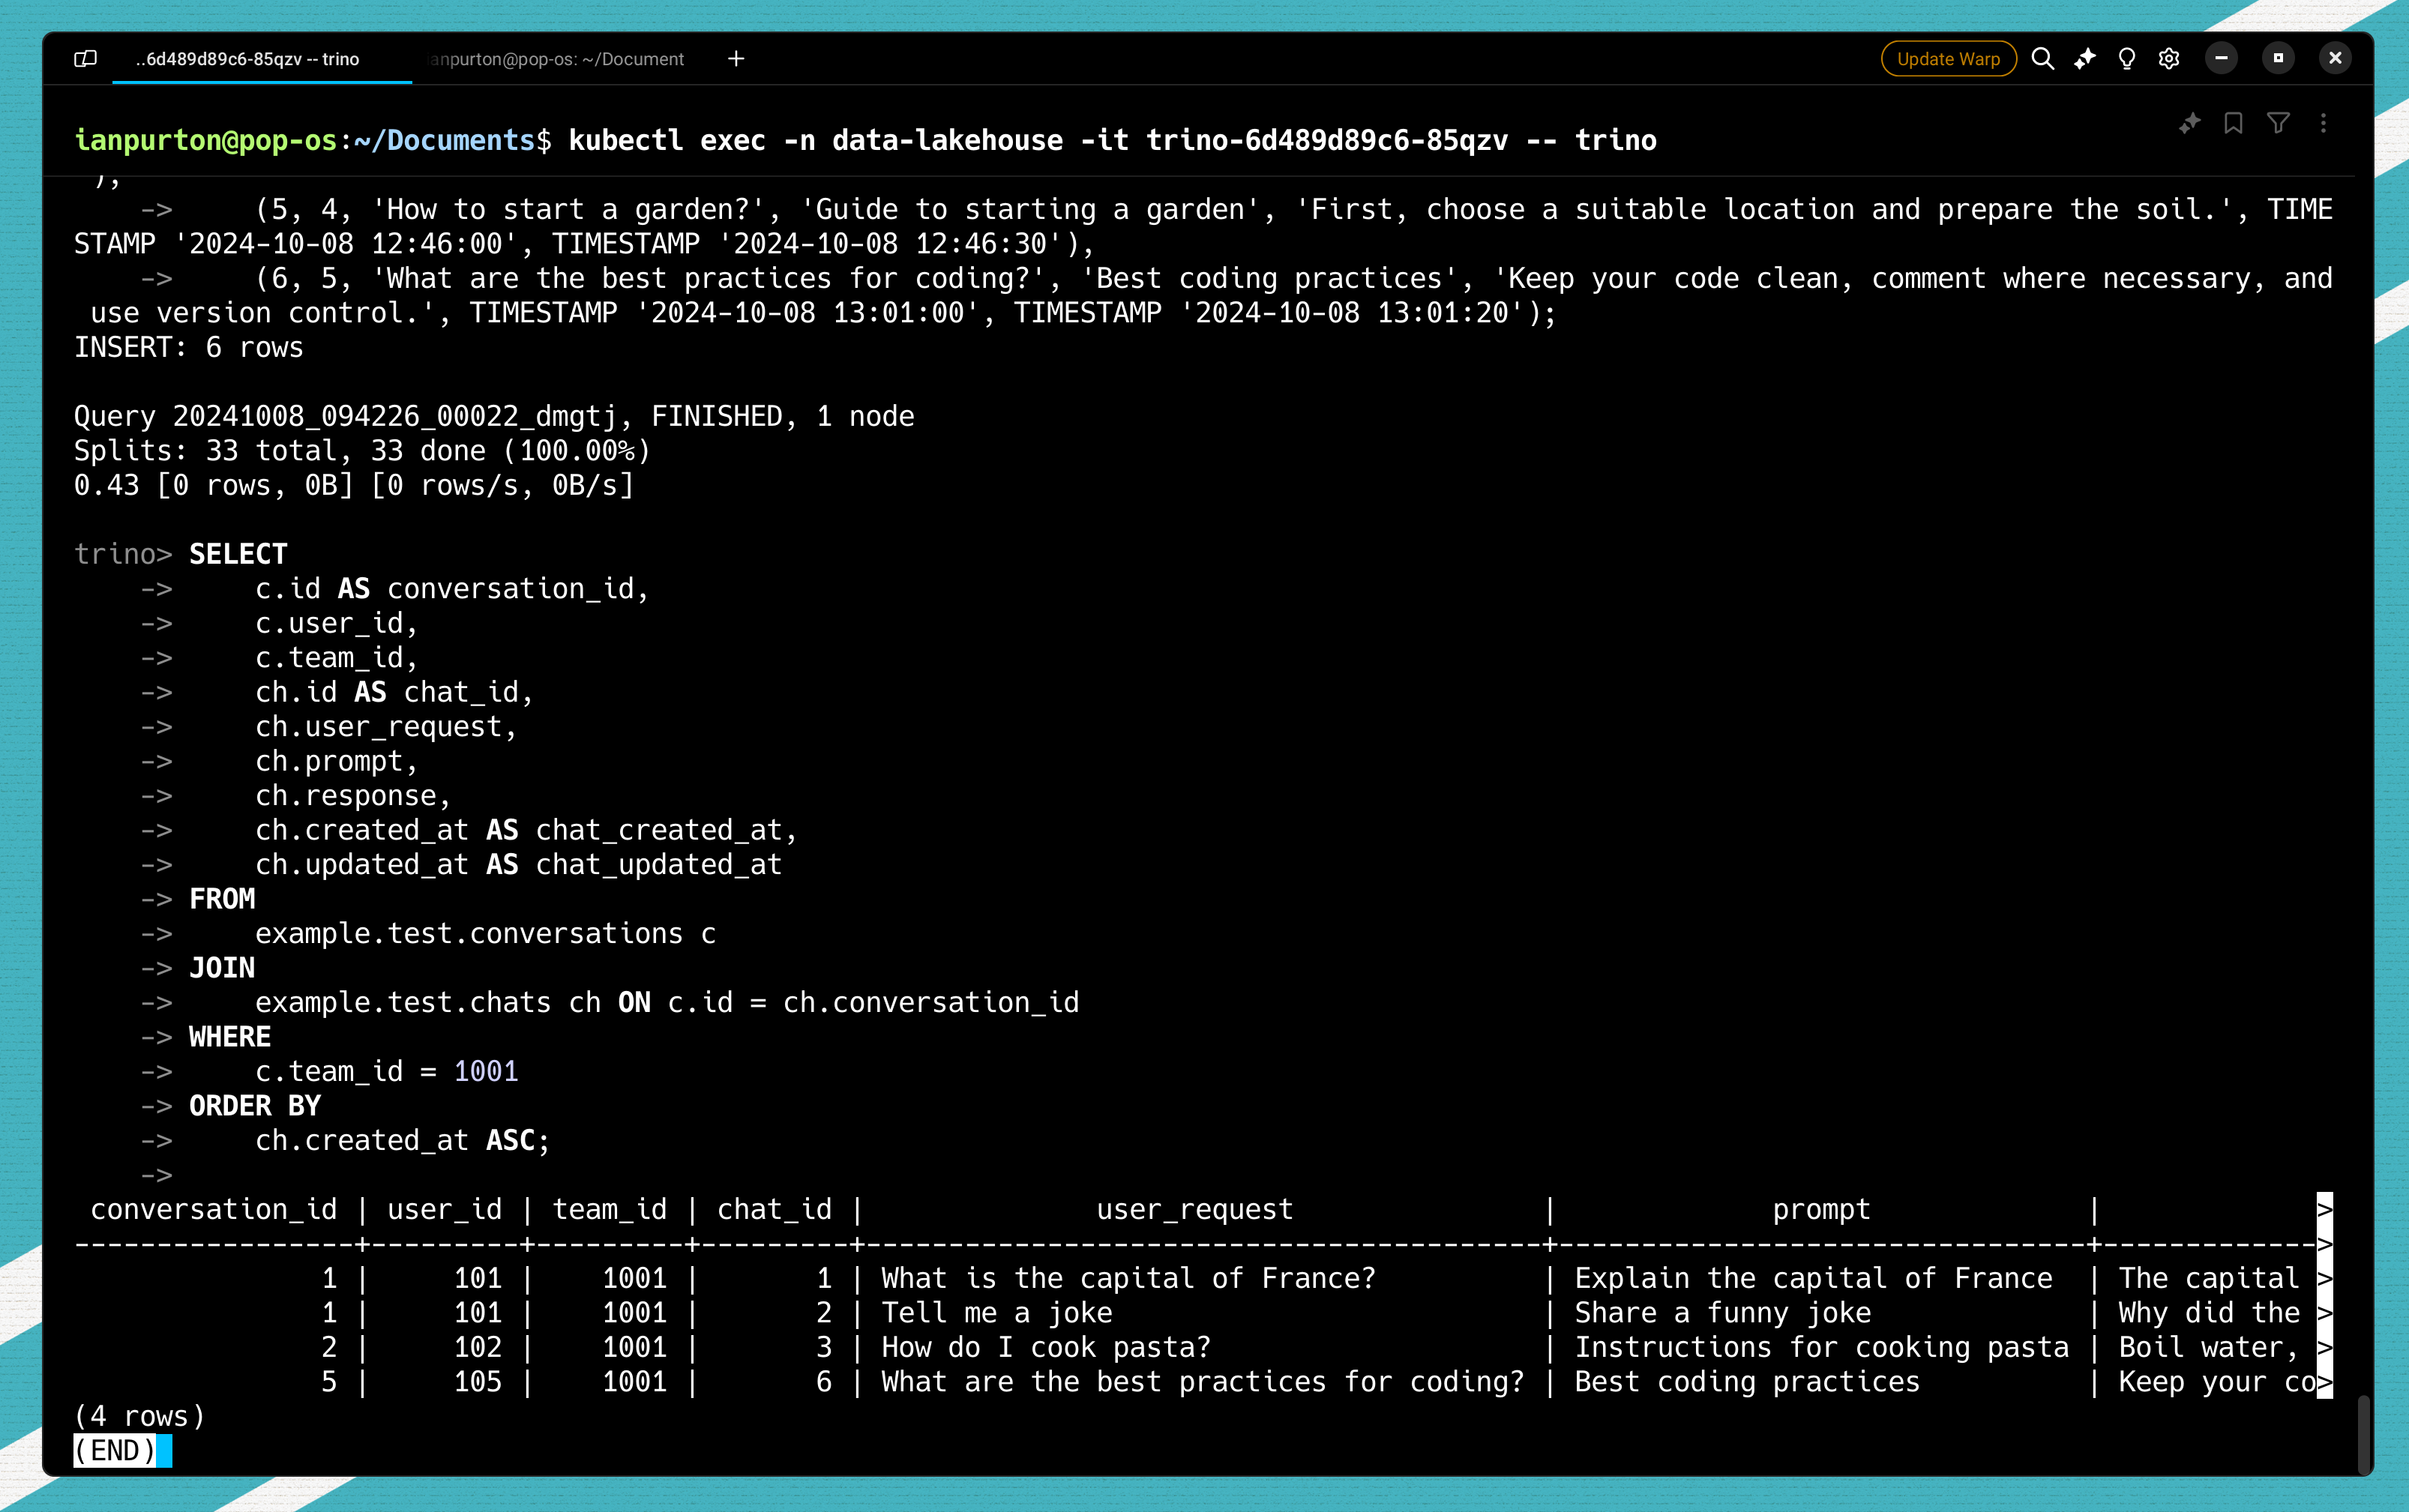 ..6d489d89c6-85qzv -- trino
anpurton@pop-os: ~/Document
Update Warp
ianpurton@pop-os:~/Documents$ kubectl exec -n data-lakehouse -it trino-6d489d89c6-85qzv -- trino
),
->     (5, 4, 'How to start a garden?', 'Guide to starting a garden', 'First, choose a suitable location and prepare the soil.', TIME
STAMP '2024-10-08 12:46:00', TIMESTAMP '2024-10-08 12:46:30'),
->     (6, 5, 'What are the best practices for coding?', 'Best coding practices', 'Keep your code clean, comment where necessary, and
use version control.', TIMESTAMP '2024-10-08 13:01:00', TIMESTAMP '2024-10-08 13:01:20');
INSERT: 6 rows
Query 20241008_094226_00022_dmgtj, FINISHED, 1 node
Splits: 33 total, 33 done (100.00%)
0.43 [0 rows, 0B] [0 rows/s, 0B/s]
trino> SELECT
->     c.id AS conversation_id,
->     c.user_id,
->     c.team_id,
->     ch.id AS chat_id,
->     ch.user_request,
->     ch.prompt,
->     ch.response,
->     ch.created_at AS chat_created_at,
->     ch.updated_at AS chat_updated_at
-> FROM
->     example.test.conversations c
-> JOIN
->     example.test.chats ch ON c.id = ch.conversation_id
-> WHERE
->     c.team_id = 1001
-> ORDER BY
->     ch.created_at ASC;
->
conversation_id | user_id | team_id | chat_id |              user_request               |             prompt             |             >
-----------------+---------+---------+---------+-----------------------------------------+--------------------------------+------------->
1 |     101 |    1001 |       1 | What is the capital of France?          | Explain the capital of France  | The capital >
1 |     101 |    1001 |       2 | Tell me a joke                          | Share a funny joke             | Why did the >
2 |     102 |    1001 |       3 | How do I cook pasta?                    | Instructions for cooking pasta | Boil water, >
5 |     105 |    1001 |       6 | What are the best practices for coding? | Best coding practices          | Keep your co>
(4 rows)
(END)